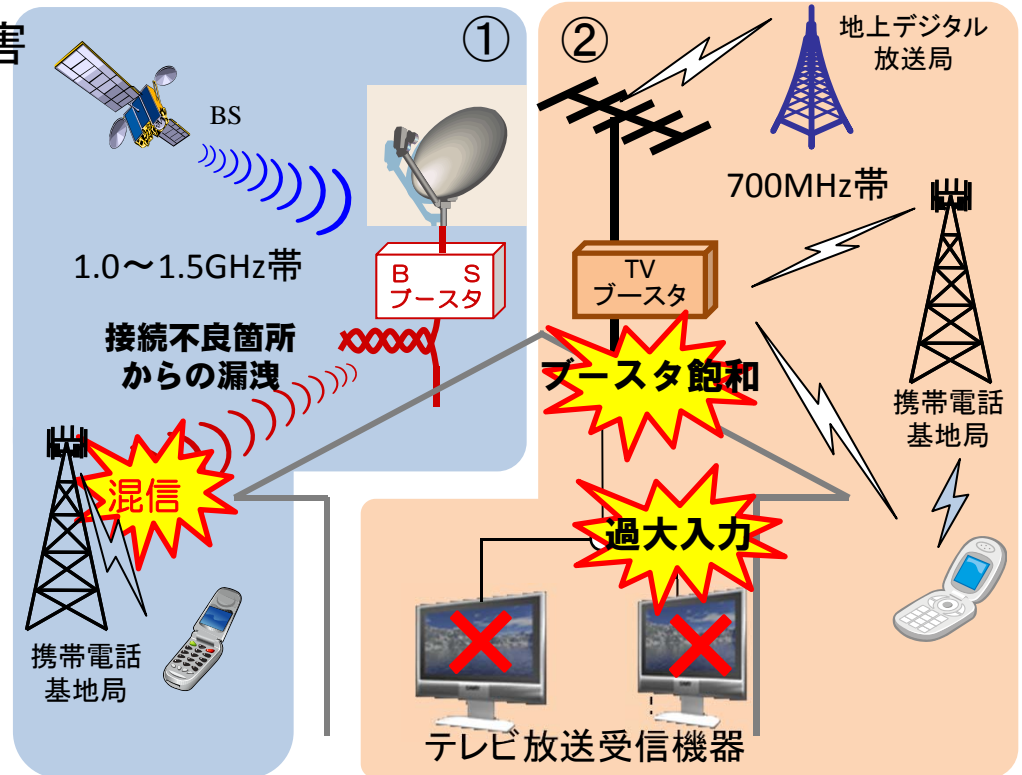 害
①
BS
1.0～1.5GHz帯
B S
ブースタ
接続不良箇所
からの漏洩
混信
携帯電話
基地局
②
地上デジタル
放送局
700MHz帯
TV
ブースタ
ブースタ飽和
携帯電話
基地局
過大入力
テレビ放送受信機器